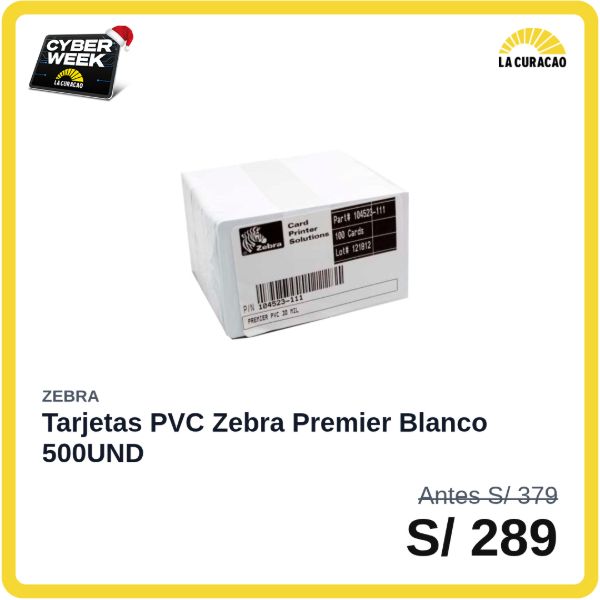 CYBER
WEEK
LA CURACAO
LA CURACAO
Zebra
Card
Printer
Solutions
Part# 104523-111
100 Cards
Lot# 121812
P/N 104523-111
PREMIER PVC 30 MIL
ZEBRA
Tarjetas PVC Zebra Premier Blanco
500UND
Antes S/ 379
S/ 289